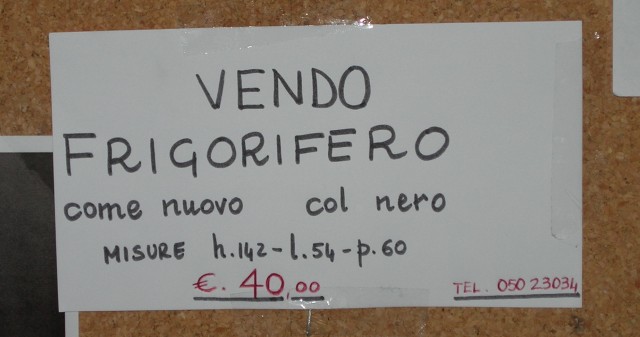 VENDO
FRIGORIFERO
come nuovo col nero
MISURE h.142-l.54-p.60
€. 40,00 TEL. 050 23034